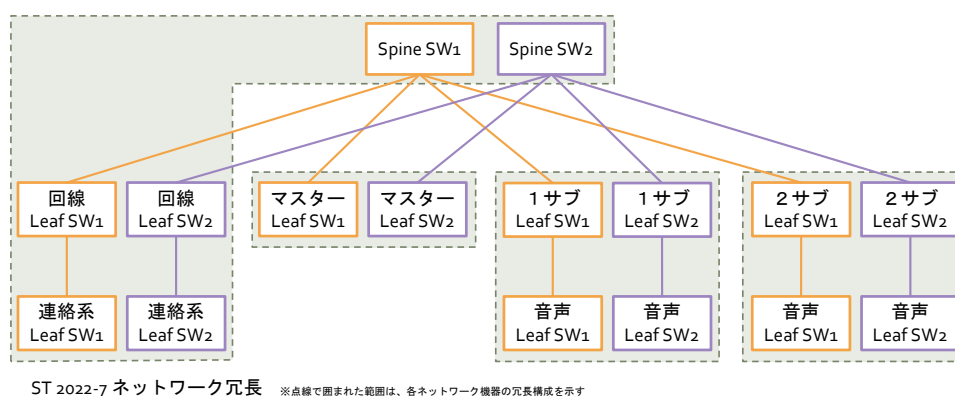 Spine SW1
Spine SW2
回線
Leaf SW1
回線
Leaf SW2
マスター
Leaf SW1
マスター
Leaf SW2
1サブ
Leaf SW1
1サブ
Leaf SW2
2サブ
Leaf SW1
2サブ
Leaf SW2
連絡系
Leaf SW1
連絡系
Leaf SW2
音声
Leaf SW1
音声
Leaf SW2
音声
Leaf SW1
音声
Leaf SW2
ST 2022-7 ネットワーク冗長 ※点線で囲まれた範囲は、各ネットワーク機器の冗長構成を示す